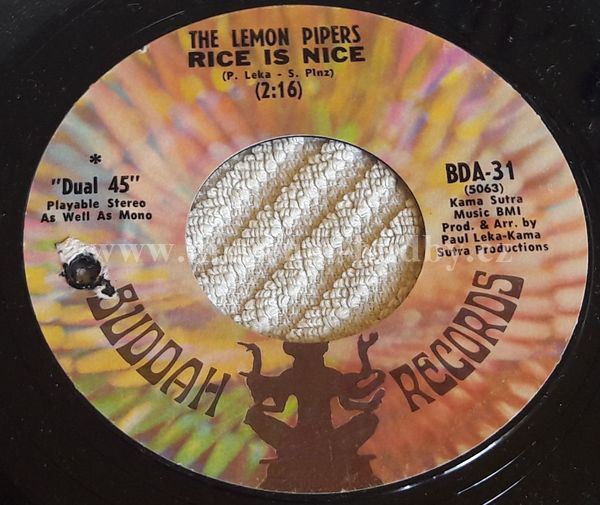 THE LEMON PIPERS
RICE IS NICE
(P. Leka - S. Pinz)
(2:16)
*
"Dual 45"
Playable Stereo
As Well As Mono
BDA-31
(5063)
Kama Sutra
Music BMI
Prod. & Arr. by
Paul Leka-Kama
Sutra Productions
BUDDAH RECORDS